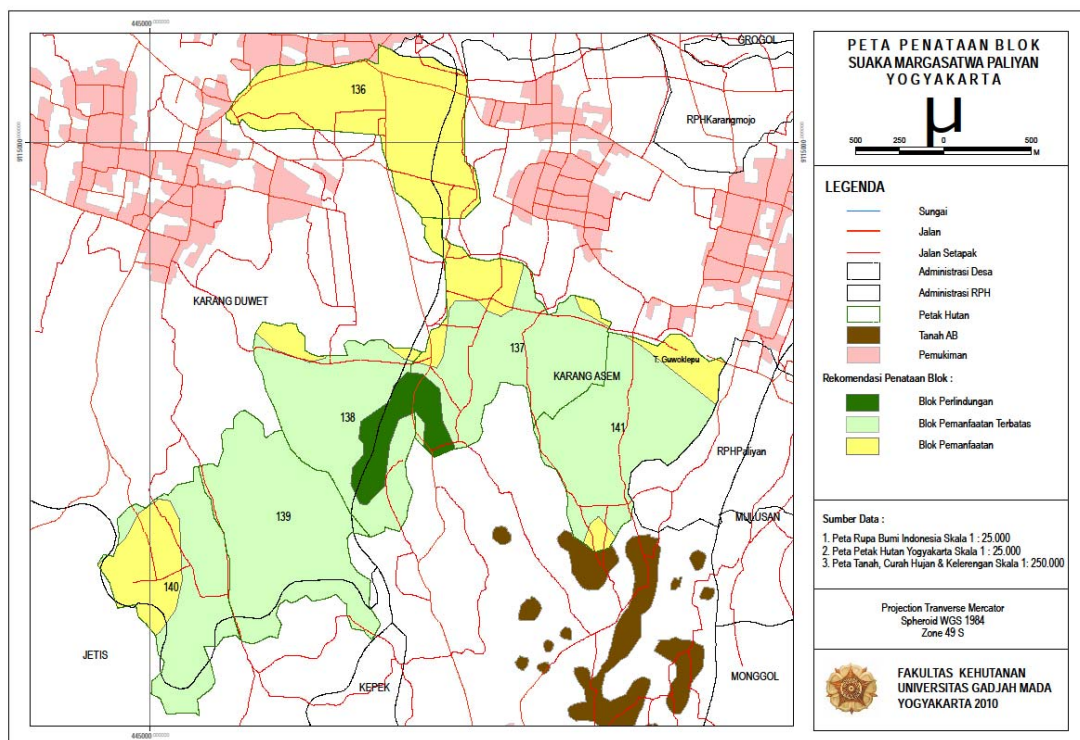 445000
GROGOL
136
RPHKarangmojo
9115000
9115000
KARANG DUWET
137
T. Guwoklepu
KARANG ASEM
138
141
RPHPaliyan
139
MULUSAN
140
JETIS
KEPEK
MONGGOL
445000
PETA PENATAAN BLOK
SUAKA MARGASATWA PALIYAN
YOGYAKARTA
µ
500 250 0 500
M
LEGENDA
Sungai
Jalan
Jalan Setapak
Administrasi Desa
Administrasi RPH
Petak Hutan
Tanah AB
Pemukiman
Rekomendasi Penataan Blok :
Blok Perlindungan
Blok Pemanfaatan Terbatas
Blok Pemanfaatan
Sumber Data :
1. Peta Rupa Bumi Indonesia Skala 1 : 25.000
2. Peta Petak Hutan Yogyakarta Skala 1 : 25.000
3. Peta Tanah, Curah Hujan & Kelerengan Skala 1: 250.000
Projection Tranverse Mercator
Spheroid WGS 1984
Zone 49 S
FAKULTAS KEHUTANAN
UNIVERSITAS GADJAH MADA
YOGYAKARTA 2010